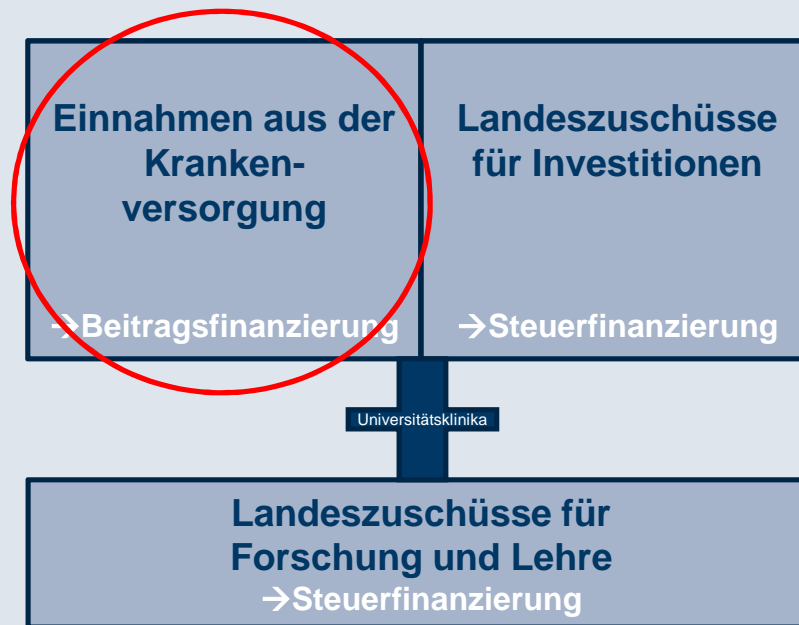 Einnahmen aus der
Kranken-
versorgung
→Beitragsfinanzierung
Landeszuschüsse
für Investitionen
→Steuerfinanzierung
Universitätsklinika
Landeszuschüsse für
Forschung und Lehre
→Steuerfinanzierung